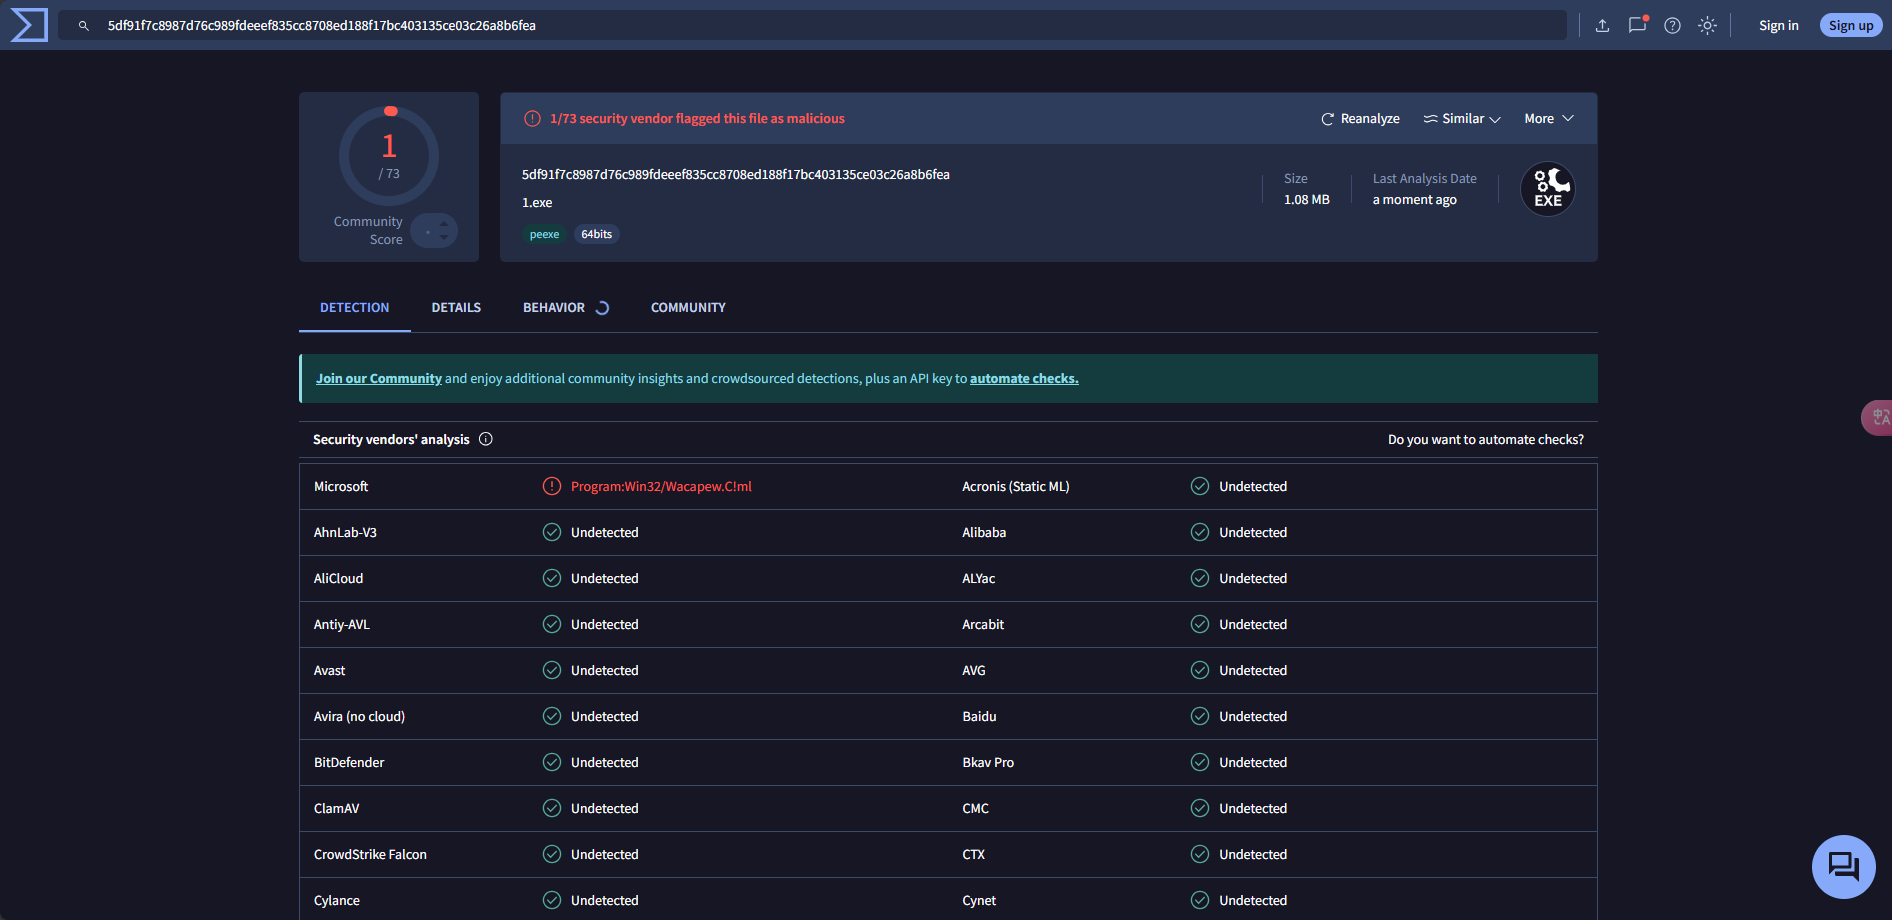 5df91f7c8987d76c989fdeeef835cc8708ed188f17bc403135ce03c26a8b6fea
Sign in
Sign up
1
/ 73
Community Score
1/73 security vendor flagged this file as malicious
Reanalyze
Similar
More
5df91f7c8987d76c989fdeeef835cc8708ed188f17bc403135ce03c26a8b6fea
1.exe
peexe
64bits
Size
1.08 MB
Last Analysis Date
a moment ago
EXE
DETECTION
DETAILS
BEHAVIOR
COMMUNITY
Join our Community and enjoy additional community insights and crowdsourced detections, plus an API key to automate checks.
Security vendors' analysis
Do you want to automate checks?
Microsoft
Program:Win32/Wacapew.C!ml
Acronis (Static ML)
Undetected
AhnLab-V3
Undetected
Alibaba
Undetected
AliCloud
Undetected
ALYac
Undetected
Antiy-AVL
Undetected
Arcabit
Undetected
Avast
Undetected
AVG
Undetected
Avira (no cloud)
Undetected
Baidu
Undetected
BitDefender
Undetected
Bkav Pro
Undetected
ClamAV
Undetected
CMC
Undetected
CrowdStrike Falcon
Undetected
CTX
Undetected
Cylance
Undetected
Cynet
Undetected
中
A